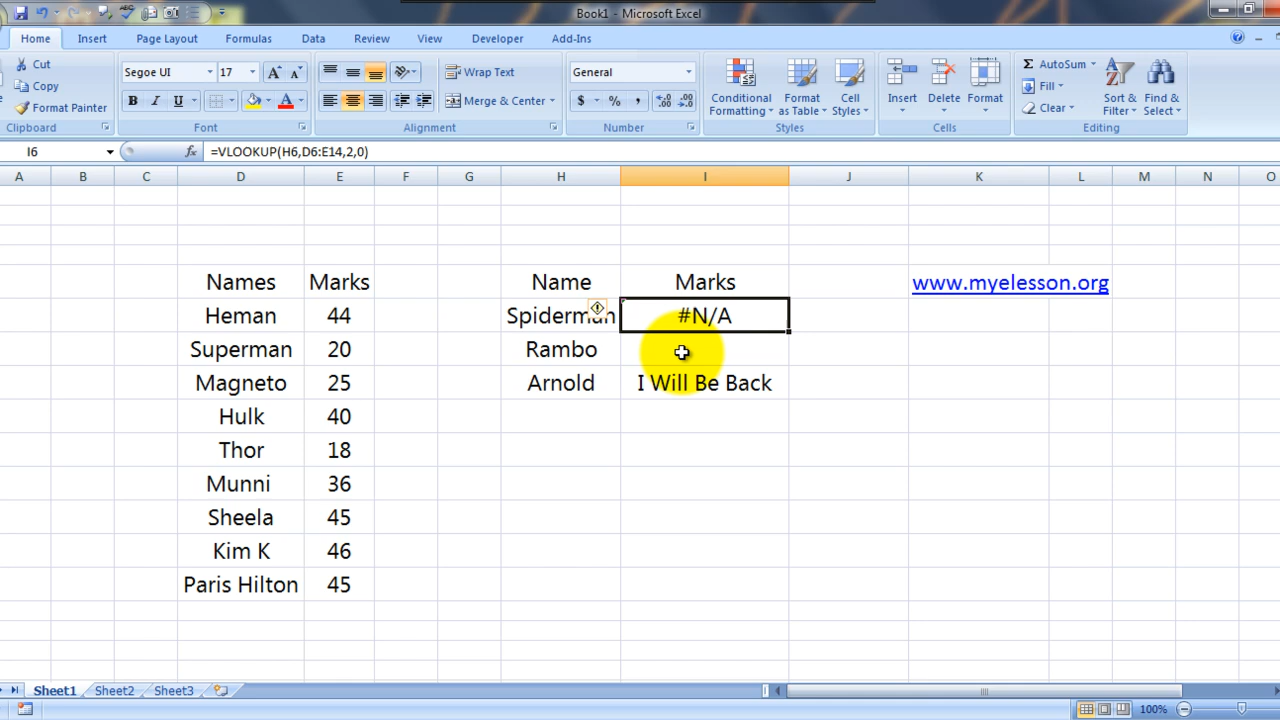 Book1 - Microsoft Excel
Home Insert Page Layout Formulas Data Review View Developer Add-Ins
Cut
Copy
Format Painter
Clipboard
Segoe UI 17
B I U A
Font
Wrap Text
Merge & Center
Alignment
General
$ % ,
Number
Conditional Formatting
Format as Table
Cell Styles
Styles
Insert
Delete
Format
Cells
Σ AutoSum
Fill
Clear
Sort & Filter
Find & Select
Editing
I6 fx =VLOOKUP(H6,D6:E14,2,0)
A B C D E F G H I J K L M N O
Names Marks Name Marks www.myelesson.org
Heman 44 Spiderman #N/A
Superman 20 Rambo
Magneto 25 Arnold I Will Be Back
Hulk 40
Thor 18
Munni 36
Sheela 45
Kim K 46
Paris Hilton 45
Sheet1 Sheet2 Sheet3
100%